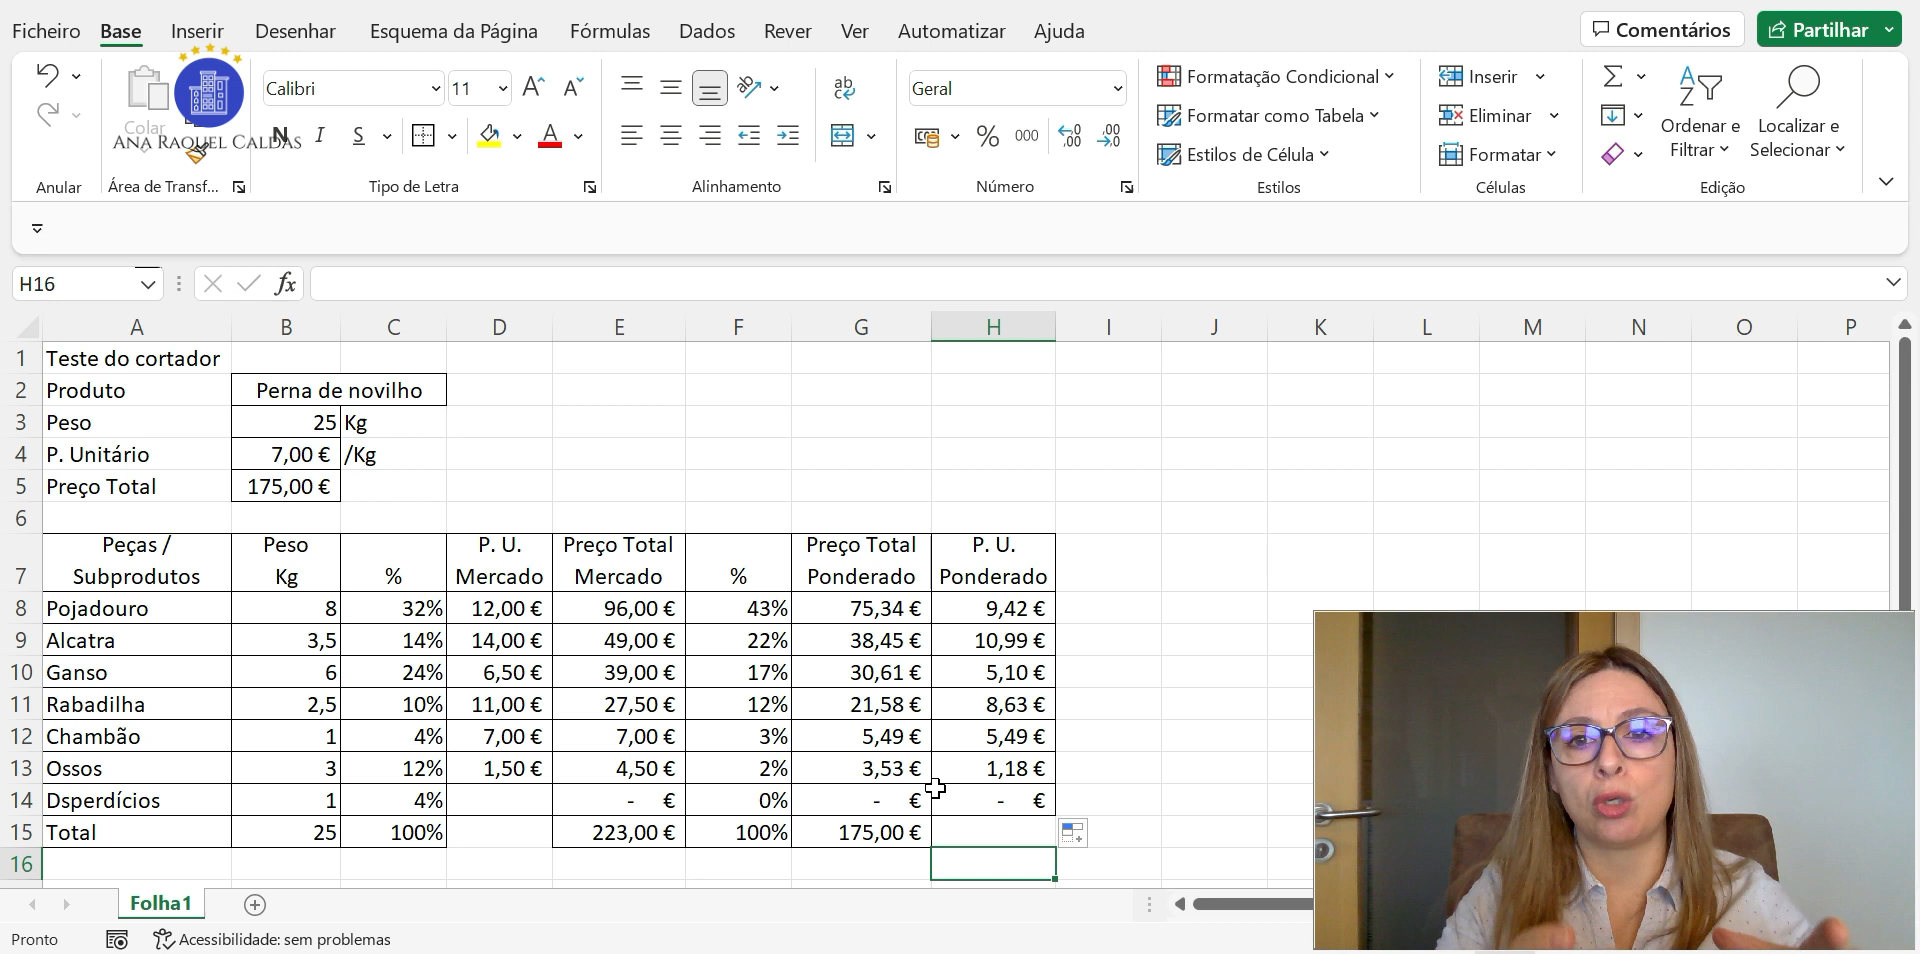 Ficheiro Base Inserir Desenhar Esquema da Página Fórmulas Dados Rever Ver Automatizar Ajuda Comentários Partilhar
Calibri 11 Geral
Formatação Condicional Inserir
Formatar como Tabela Eliminar Ordenar e Localizar e
Colar N I S A % 000 Estilos de Célula Formatar Filtrar Selecionar
ANA RAQUEL CALDAS
Anular Área de Transf... Tipo de Letra Alinhamento Número Estilos Células Edição
H16 fx
A B C D E F G H I J K L M N O P
1 Teste do cortador
2 Produto Perna de novilho
3 Peso 25 Kg
4 P. Unitário 7,00 € /Kg
5 Preço Total 175,00 €
6
Peças / Peso P. U. Preço Total Preço Total P. U.
7 Subprodutos Kg % Mercado Mercado % Ponderado Ponderado
8 Pojadouro 8 32% 12,00 € 96,00 € 43% 75,34 € 9,42 €
9 Alcatra 3,5 14% 14,00 € 49,00 € 22% 38,45 € 10,99 €
10 Ganso 6 24% 6,50 € 39,00 € 17% 30,61 € 5,10 €
11 Rabadilha 2,5 10% 11,00 € 27,50 € 12% 21,58 € 8,63 €
12 Chambão 1 4% 7,00 € 7,00 € 3% 5,49 € 5,49 €
13 Ossos 3 12% 1,50 € 4,50 € 2% 3,53 € 1,18 €
14 Dsperdícios 1 4% - € 0% - € - €
15 Total 25 100% 223,00 € 100% 175,00 €
16
Folha1
Pronto Acessibilidade: sem problemas